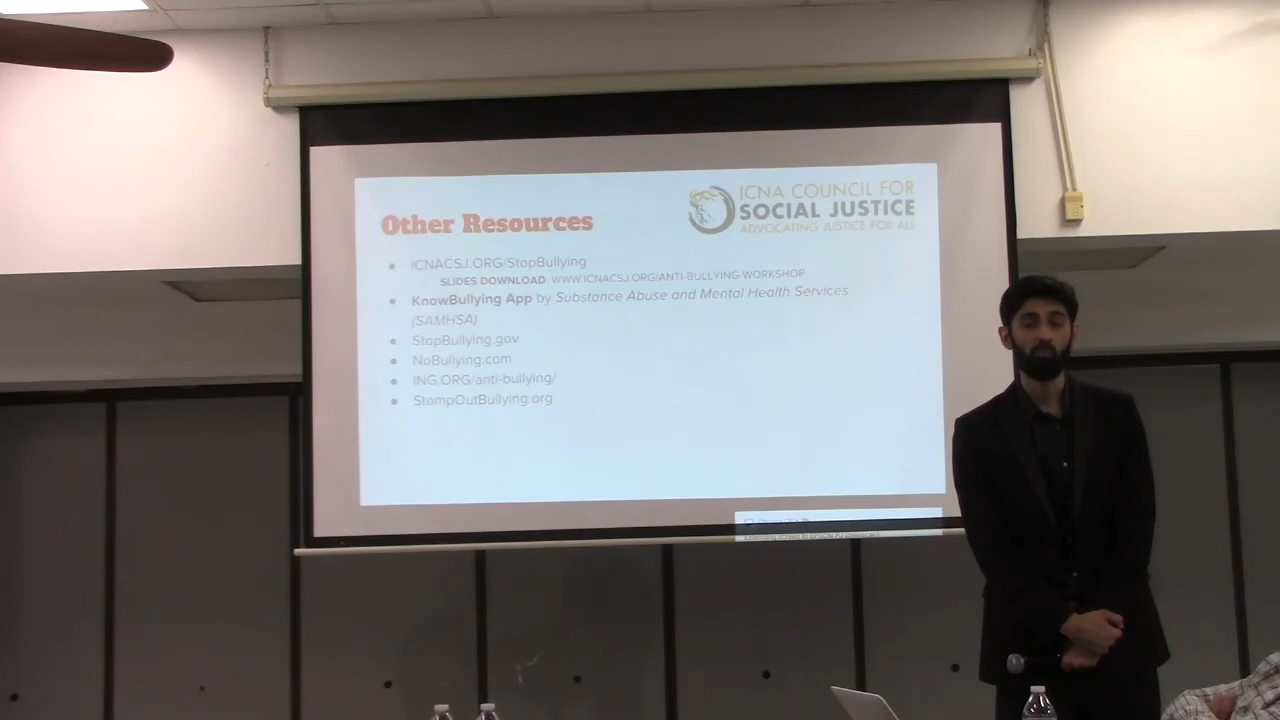 ICNA COUNCIL FOR
SOCIAL JUSTICE
ADVOCATING JUSTICE FOR ALL
Other Resources
ICNACSJ.ORG/StopBullying
SLIDES DOWNLOAD: WWW.ICNACSJ.ORG/ANTI-BULLYING-WORKSHOP
KnowBullying App by Substance Abuse and Mental Health Services
(SAMHSA)
StopBullying.gov
NoBullying.com
ING.ORG/anti-bullying/
StompOutBullying.org